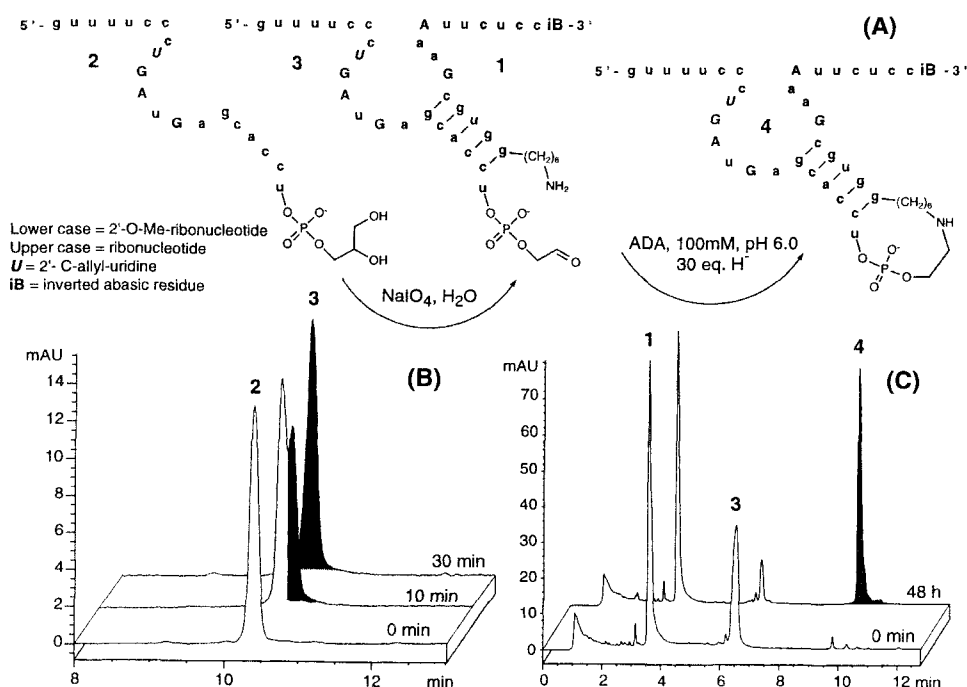 5'- g u u u u c c
c
U
G
A
u
G
a
g
c
a
c
c
u
2
O
P
O⁻
O
O
OH
OH
5'- g u u u u c c
c
U
G
A
u
G
a
g
c
a
c
c
u
3
A u u c u c c iB -3'
a
a
G
c
g
u
g
g
1
(CH₂)₆
NH₂
O
P
O⁻
O
O
O
(A)
5'- g u u u u c c
c
U
G
A
u
G
a
g
c
a
c
c
u
4
A u u c u c c iB -3'
a
a
G
c
g
u
g
g
(CH₂)₆
NH
O
P
O⁻
O
O
Lower case = 2'-O-Me-ribonucleotide
Upper case = ribonucleotide
U = 2'- C-allyl-uridine
iB = inverted abasic residue
NaIO₄, H₂O
ADA, 100mM, pH 6.0
30 eq. H⁻
(B)
mAU
14
12
10
8
6
4
2
0
2
3
30 min
10 min
0 min
8 10 12 min
(C)
mAU
70
60
50
40
30
20
10
0
1
3
4
48 h
0 min
0 2 4 6 8 10 12 min